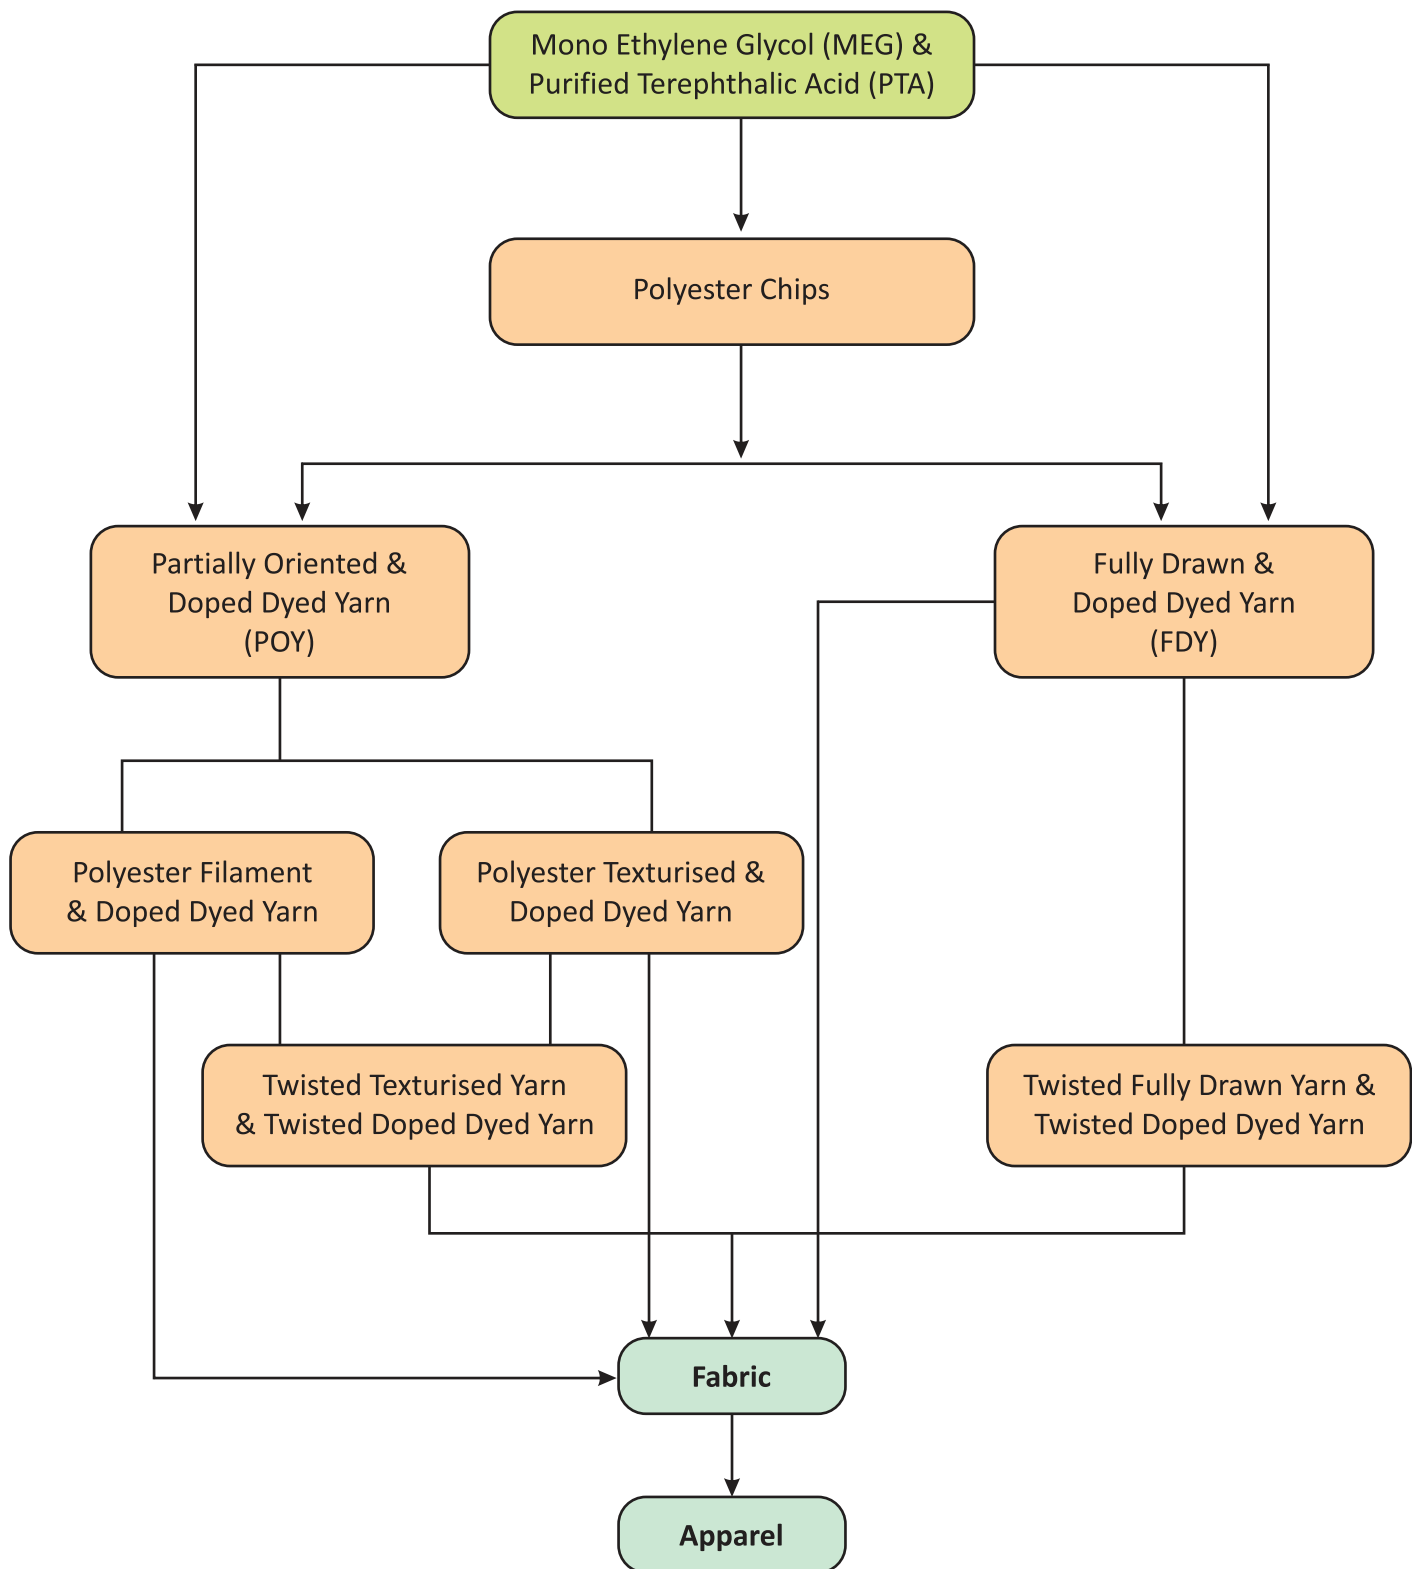 Mono Ethylene Glycol (MEG) &
Purified Terephthalic Acid (PTA)
Polyester Chips
Partially Oriented &
Doped Dyed Yarn
(POY)
Fully Drawn &
Doped Dyed Yarn
(FDY)
Polyester Filament
& Doped Dyed Yarn
Polyester Texturised &
Doped Dyed Yarn
Twisted Texturised Yarn
& Twisted Doped Dyed Yarn
Twisted Fully Drawn Yarn &
Twisted Doped Dyed Yarn
Fabric
Apparel